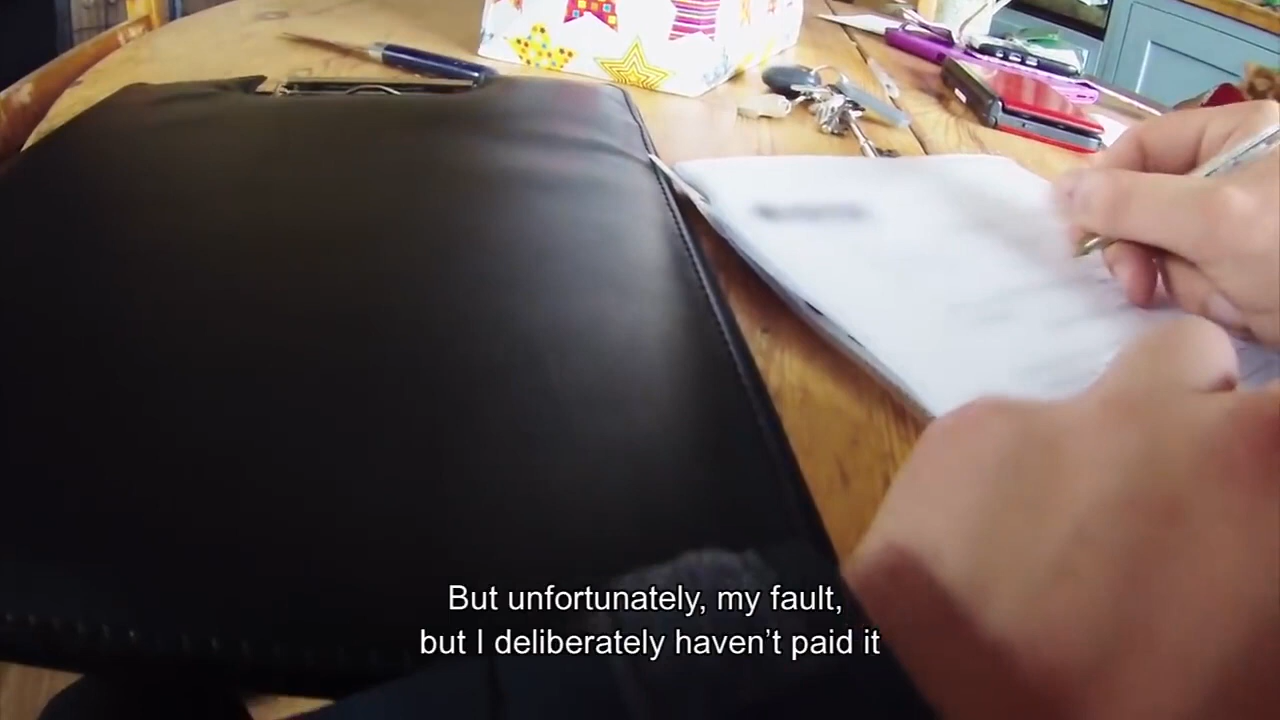 But unfortunately, my fault,
but I deliberately haven’t paid it